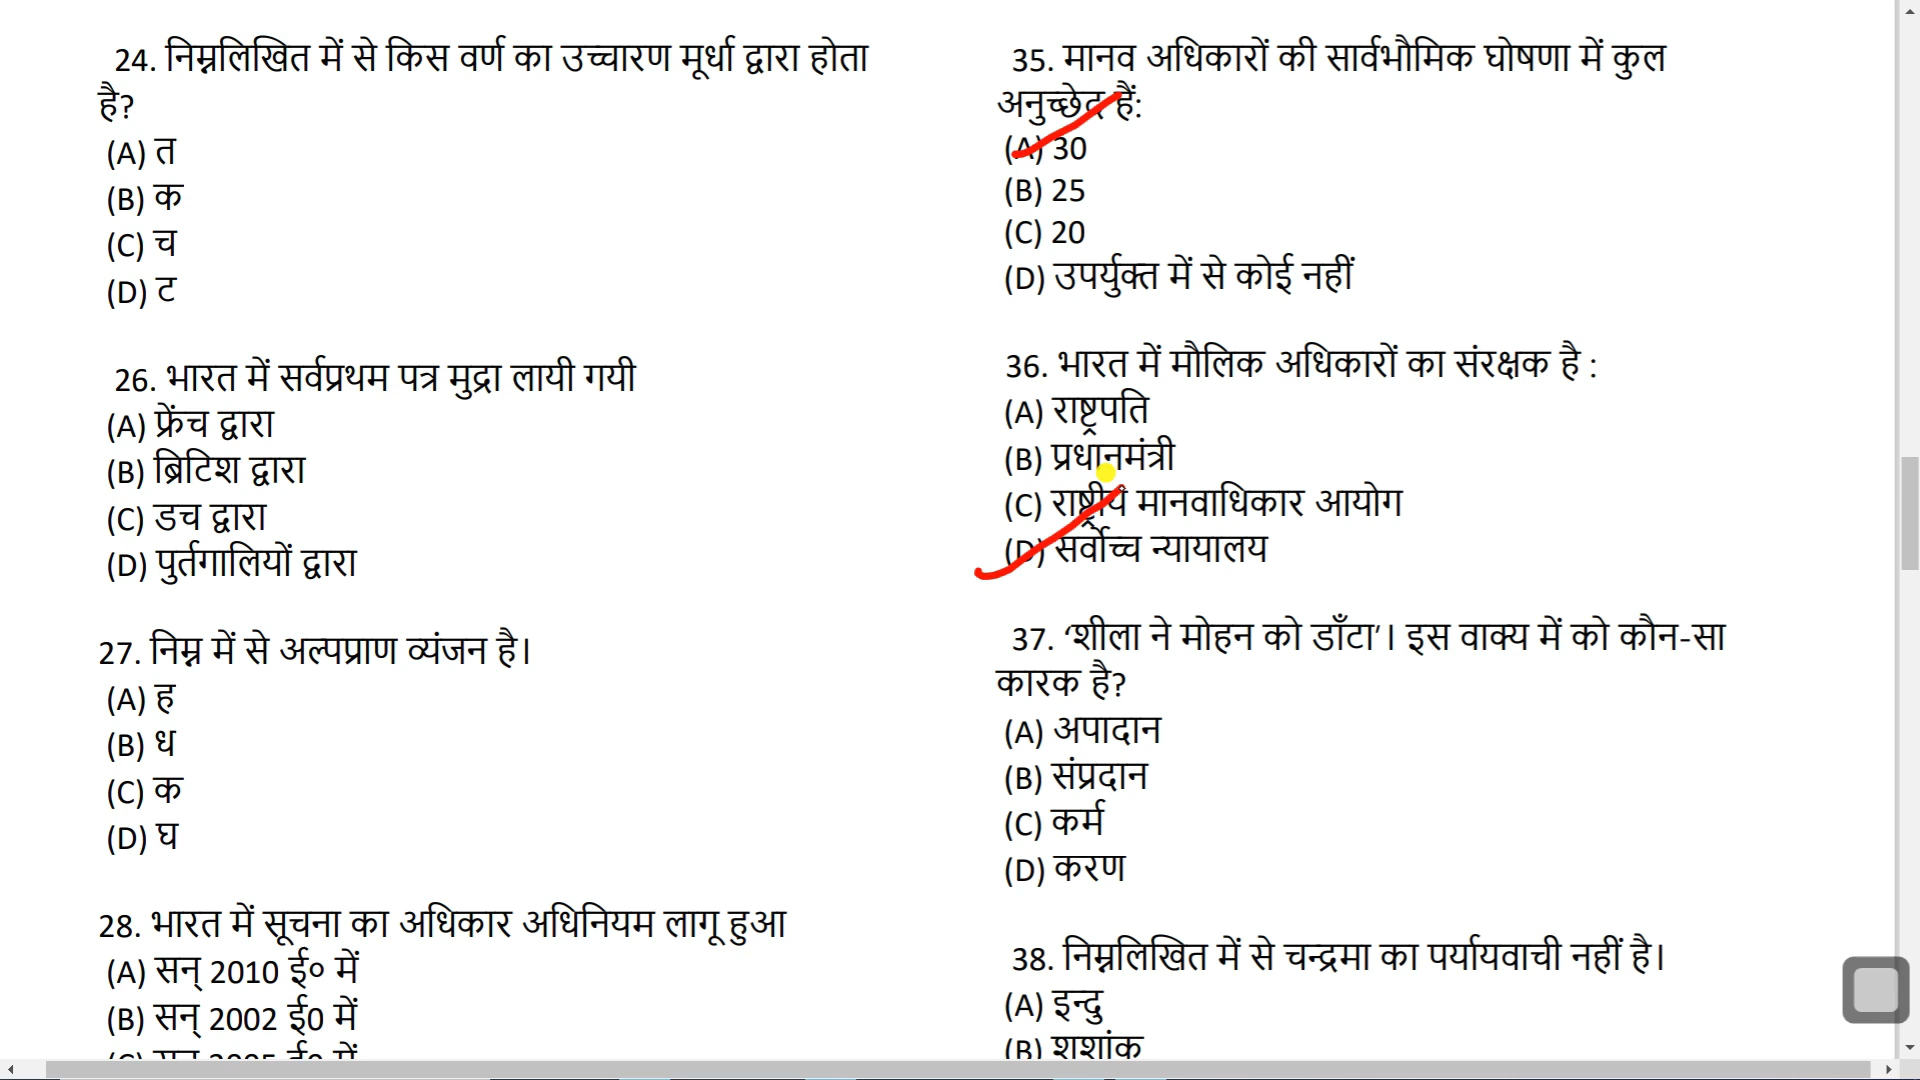 24. निम्नलिखित में से किस वर्ण का उच्चारण मूर्धा द्वारा होता
है?
(A) त
(B) क
(C) च
(D) ट
26. भारत में सर्वप्रथम पत्र मुद्रा लायी गयी
(A) फ्रेंच द्वारा
(B) ब्रिटिश द्वारा
(C) डच द्वारा
(D) पुर्तगालियों द्वारा
27. निम्न में से अल्पप्राण व्यंजन है।
(A) ह
(B) ध
(C) क
(D) घ
28. भारत में सूचना का अधिकार अधिनियम लागू हुआ
(A) सन् 2010 ई० में
(B) सन् 2002 ई0 में
(C) सन् 2005 ई0 में
35. मानव अधिकारों की सार्वभौमिक घोषणा में कुल
अनुच्छेद हैं:
(A) 30
(B) 25
(C) 20
(D) उपर्युक्त में से कोई नहीं
36. भारत में मौलिक अधिकारों का संरक्षक है :
(A) राष्ट्रपति
(B) प्रधानमंत्री
(C) राष्ट्रीय मानवाधिकार आयोग
(D) सर्वोच्च न्यायालय
37. ‘शीला ने मोहन को डाँटा’। इस वाक्य में को कौन-सा
कारक है?
(A) अपादान
(B) संप्रदान
(C) कर्म
(D) करण
38. निम्नलिखित में से चन्द्रमा का पर्यायवाची नहीं है।
(A) इन्दु
(B) शशांक